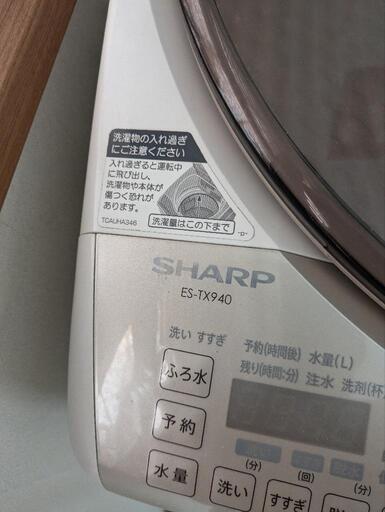 洗濯物の入れ過ぎ
にご注意ください
入れ過ぎると運転中
に飛び出し、
洗濯物や本体が
傷つく恐れが
あります。
TCAUHA346
洗濯量はこの下まで
-D-
SHARP
ES-TX940
洗い すすぎ
予約(時間後) 水量(L)
残り(時間:分) 注水 洗剤(杯)
ふろ水
予約
水量
洗い
(分)
(回)
(分)
洗い
すすぎ